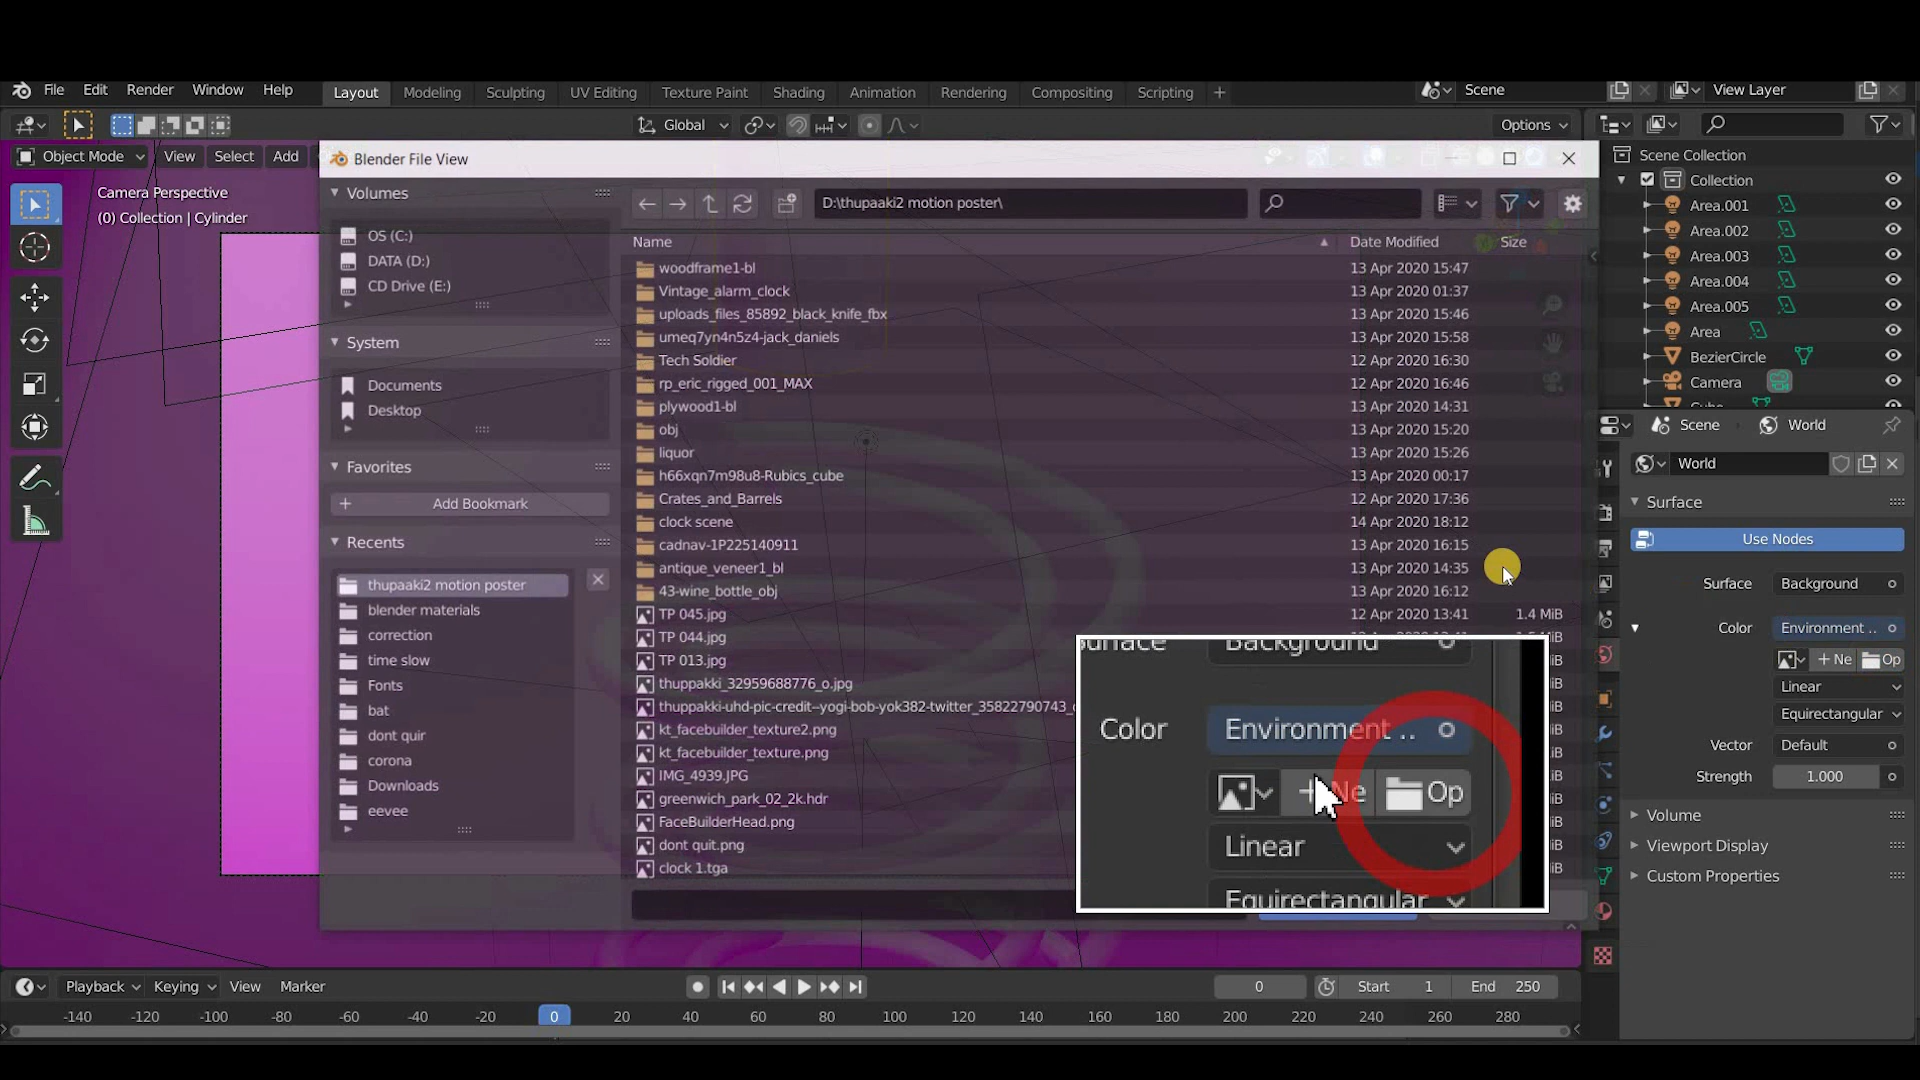 File Edit Render Window Help Layout Modeling Sculpting UV Editing Texture Paint Shading Animation Rendering Compositing Scripting + Scene View Layer
Global Options
Object Mode View Select Add
Blender File View
Camera Perspective
(0) Collection | Cylinder
Volumes
OS (C:)
DATA (D:)
CD Drive (E:)
System
Documents
Desktop
Favorites
Add Bookmark
Recents
thupaaki2 motion poster
blender materials
correction
time slow
Fonts
bat
dont quir
corona
Downloads
eevee
D:\thupaaki2 motion poster\
Name Date Modified Size
woodframe1-bl 13 Apr 2020 15:47
Vintage_alarm_clock 13 Apr 2020 01:37
uploads_files_85892_black_knife_fbx 13 Apr 2020 15:46
umeq7yn4n5z4-jack_daniels 13 Apr 2020 15:58
Tech Soldier 12 Apr 2020 16:30
rp_eric_rigged_001_MAX 12 Apr 2020 16:46
plywood1-bl 13 Apr 2020 14:31
obj 13 Apr 2020 15:20
liquor 13 Apr 2020 15:26
h66xqn7m98u8-Rubics_cube 13 Apr 2020 00:17
Crates_and_Barrels 12 Apr 2020 17:36
clock scene 14 Apr 2020 18:12
cadnav-1P225140911 13 Apr 2020 16:15
antique_veneer1_bl 13 Apr 2020 14:35
43-wine_bottle_obj 13 Apr 2020 16:12
TP 045.jpg 12 Apr 2020 13:41 1.4 MiB
TP 044.jpg
TP 013.jpg
thuppakki_32959688776_o.jpg
thuppakki-uhd-pic-credit--yogi-bob-yok382-twitter_35822790743_
kt_facebuilder_texture2.png
kt_facebuilder_texture.png
IMG_4939.JPG
greenwich_park_02_2k.hdr
FaceBuilderHead.png
dont quit.png
clock 1.tga
Surface Background
Color Environment ..
+ Ne Op
Linear
Equirectangular
Scene Collection
Collection
Area.001
Area.002
Area.003
Area.004
Area.005
Area
BezierCircle
Camera
Scene World
World
Surface
Use Nodes
Surface Background
Color Environment ..
+ Ne Op
Linear
Equirectangular
Vector Default
Strength 1.000
Volume
Viewport Display
Custom Properties
Playback Keying View Marker 0 Start 1 End 250
-140 -120 -100 -80 -60 -40 -20 0 20 40 60 80 100 120 140 160 180 200 220 240 260 280